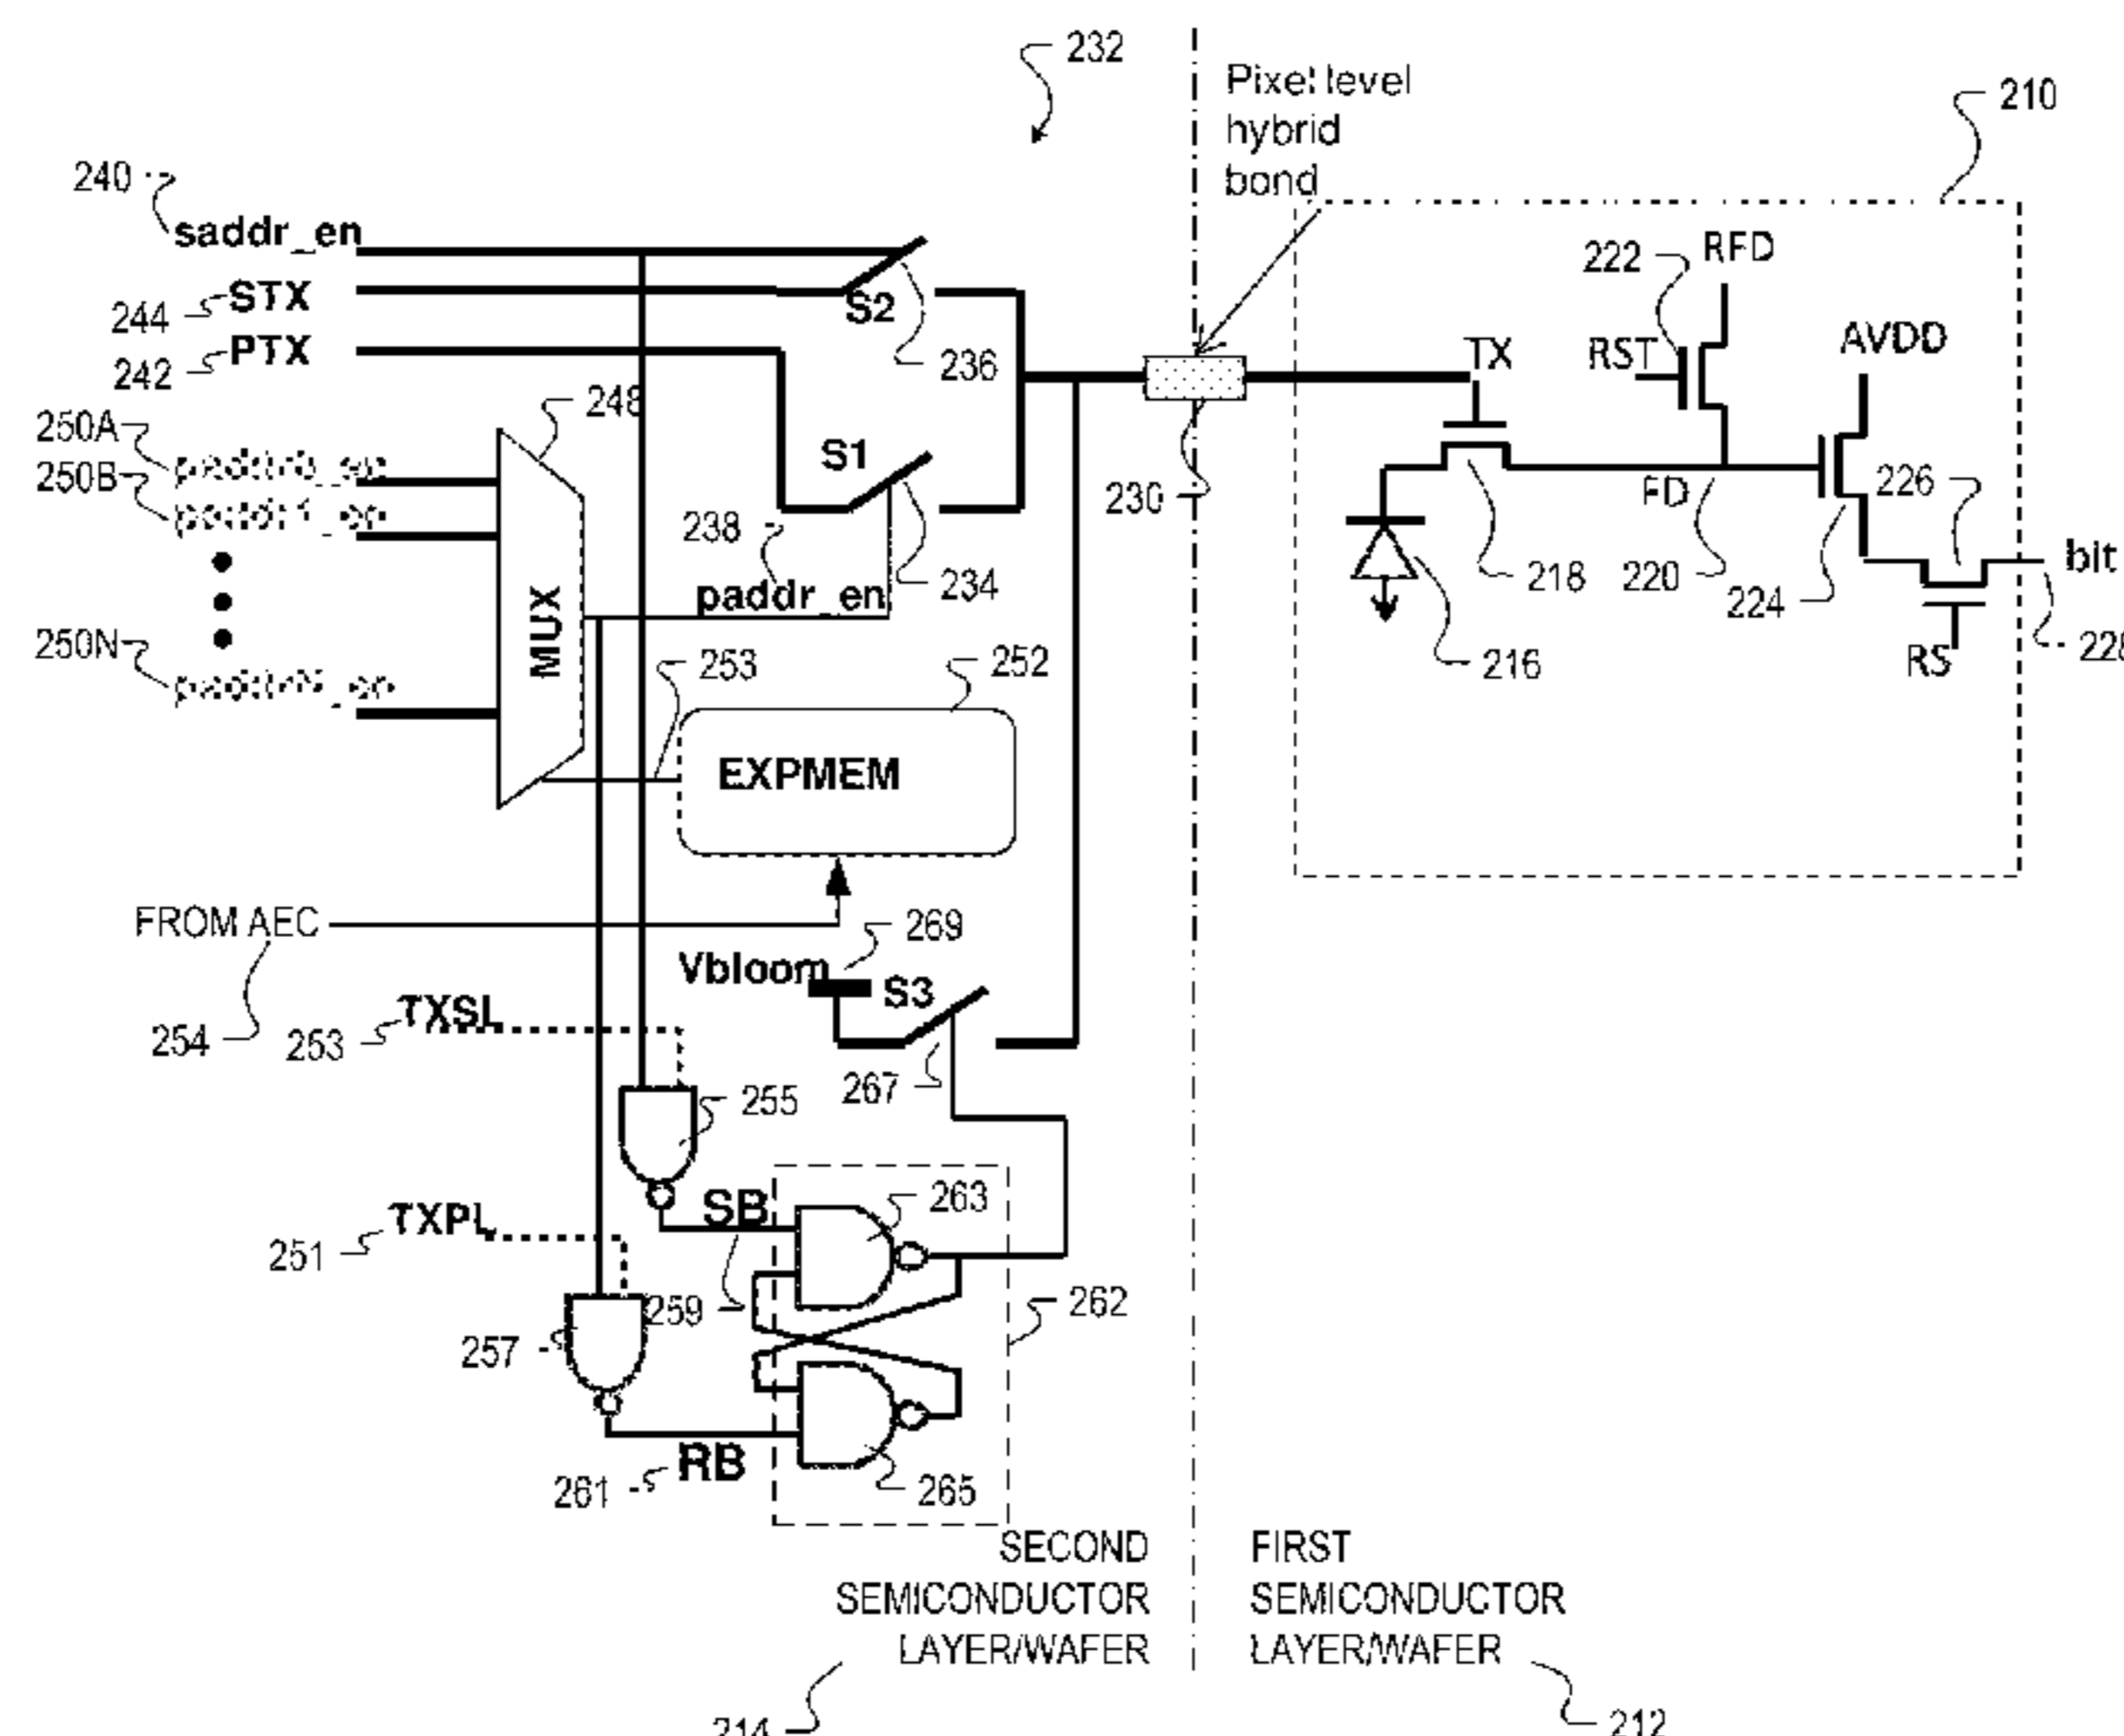 232
Pixel level
hybrid
bond
210
240
saddr_en
244
STX
S2
242
PTX
236
222
RFD
RST
TX
AVDD
250A
paddr0_en
248
250B
paddr1_en
S1
230
FD
226
238
234
218
220
224
bit
paddr_en
MUX
250N
paddrN_en
253
252
216
RS
EXPMEM
FROM AEC
254
269
Vbloom
S3
253
TXSL
267
255
SB
263
TXPL
251
259
262
257
RB
261
265
SECOND
SEMICONDUCTOR
LAYER/WAFER
FIRST
SEMICONDUCTOR
LAYER/WAFER
214
212